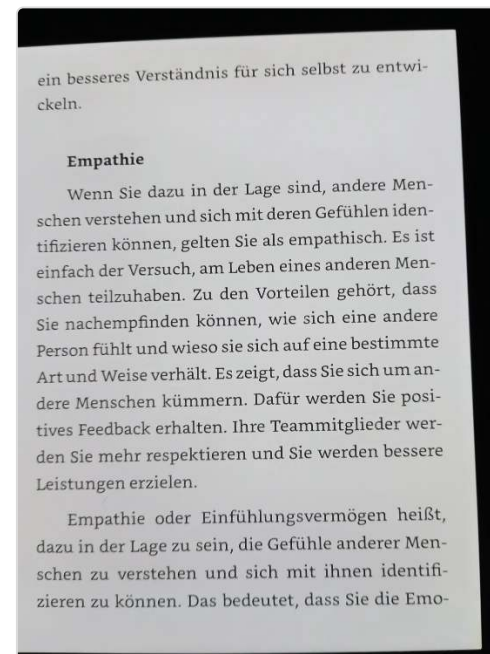 ein besseres Verständnis für sich selbst zu entwi-
ckeln.
Empathie
Wenn Sie dazu in der Lage sind, andere Men-
schen verstehen und sich mit deren Gefühlen iden-
tifizieren können, gelten Sie als empathisch. Es ist
einfach der Versuch, am Leben eines anderen Men-
schen teilzuhaben. Zu den Vorteilen gehört, dass
Sie nachempfinden können, wie sich eine andere
Person fühlt und wieso sie sich auf eine bestimmte
Art und Weise verhält. Es zeigt, dass Sie sich um an-
dere Menschen kümmern. Dafür werden Sie posi-
tives Feedback erhalten. Ihre Teammitglieder wer-
den Sie mehr respektieren und Sie werden bessere
Leistungen erzielen.
Empathie oder Einfühlungsvermögen heißt,
dazu in der Lage zu sein, die Gefühle anderer Men-
schen zu verstehen und sich mit ihnen identifi-
zieren zu können. Das bedeutet, dass Sie die Emo-